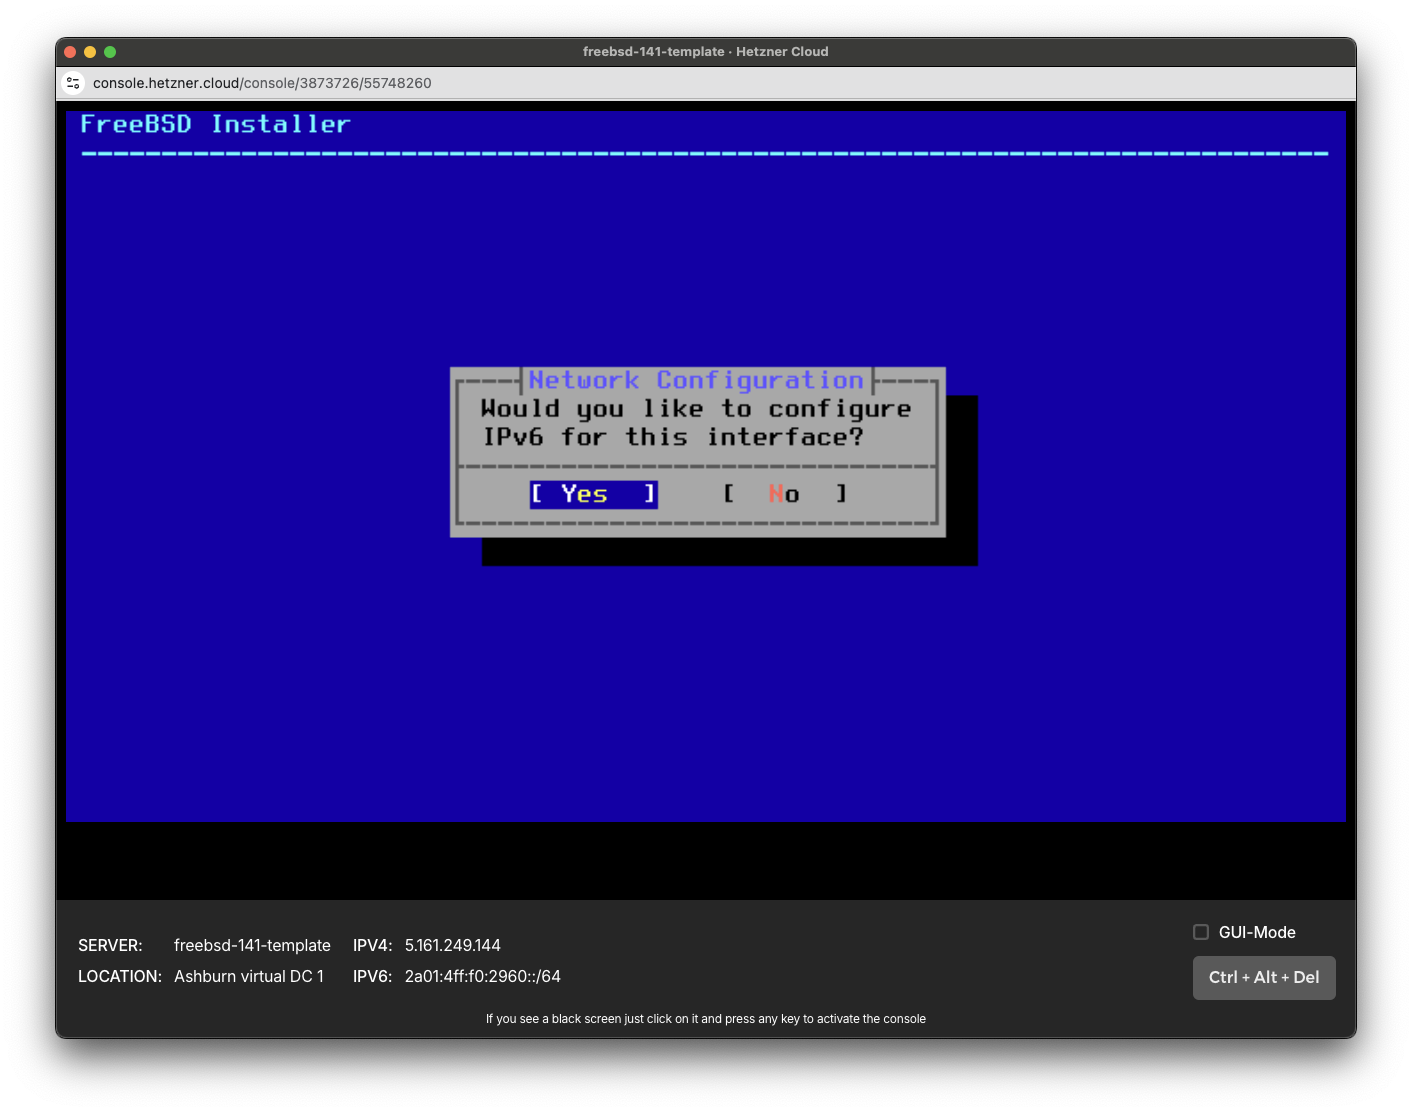 freebsd-141-template · Hetzner Cloud
console.hetzner.cloud/console/3873726/55748260
FreeBSD Installer
Network Configuration
Would you like to configure
IPv6 for this interface?
[ Yes ] [ No ]
SERVER: freebsd-141-template IPV4: 5.161.249.144
LOCATION: Ashburn virtual DC 1 IPV6: 2a01:4ff:f0:2960::/64
GUI-Mode
Ctrl + Alt + Del
If you see a black screen just click on it and press any key to activate the console